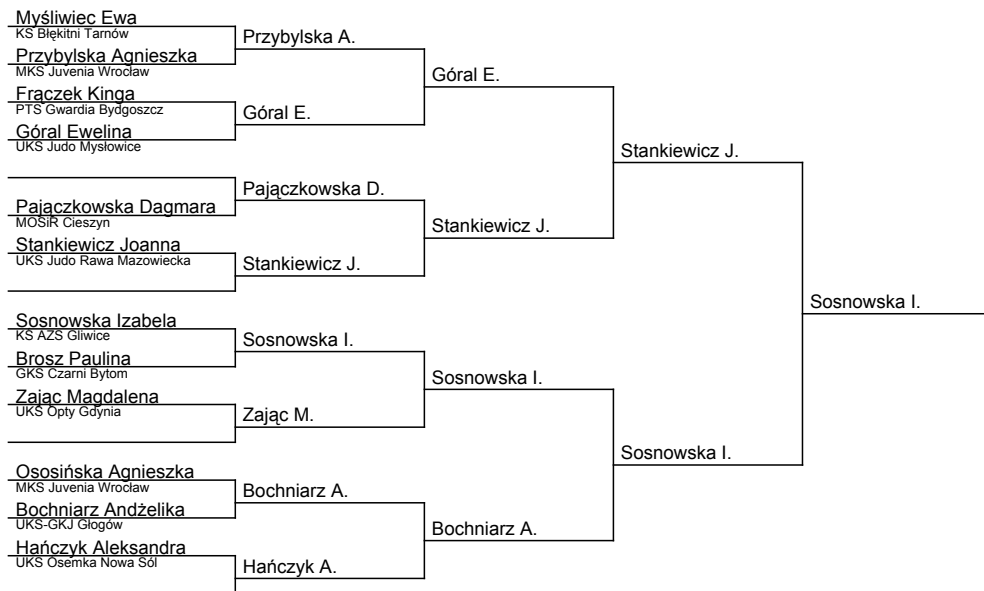 Myśliwiec Ewa
KS Błękitni Tarnów
Przybylska A.
Przybylska Agnieszka
MKS Juvenia Wrocław
Góral E.
Frączek Kinga
PTS Gwardia Bydgoszcz
Góral E.
Góral Ewelina
UKS Judo Mysłowice
Stankiewicz J.
Pajączkowska D.
Pajączkowska Dagmara
MOSiR Cieszyn
Stankiewicz J.
Stankiewicz Joanna
UKS Judo Rawa Mazowiecka
Stankiewicz J.
Sosnowska I.
Sosnowska Izabela
KS AZS Gliwice
Sosnowska I.
Brosz Paulina
GKS Czarni Bytom
Sosnowska I.
Zając Magdalena
UKS Opty Gdynia
Zając M.
Sosnowska I.
Ososińska Agnieszka
MKS Juvenia Wrocław
Bochniarz A.
Bochniarz Andżelika
UKS-GKJ Głogów
Bochniarz A.
Hańczyk Aleksandra
UKS Osemka Nowa Sól
Hańczyk A.